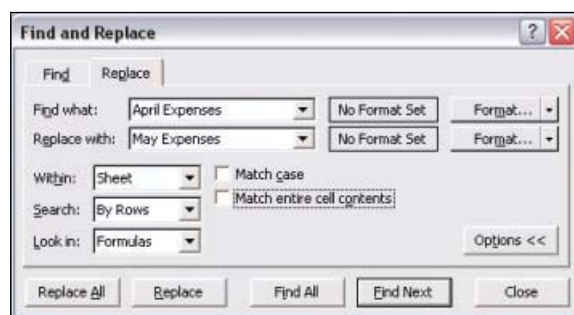 Find and Replace
Find Replace
Find what: April Expenses No Format Set Format...
Replace with: May Expenses No Format Set Format...
Within: Sheet Match case
Match entire cell contents
Search: By Rows
Look in: Formulas Options <<
Replace All Replace Find All Find Next Close